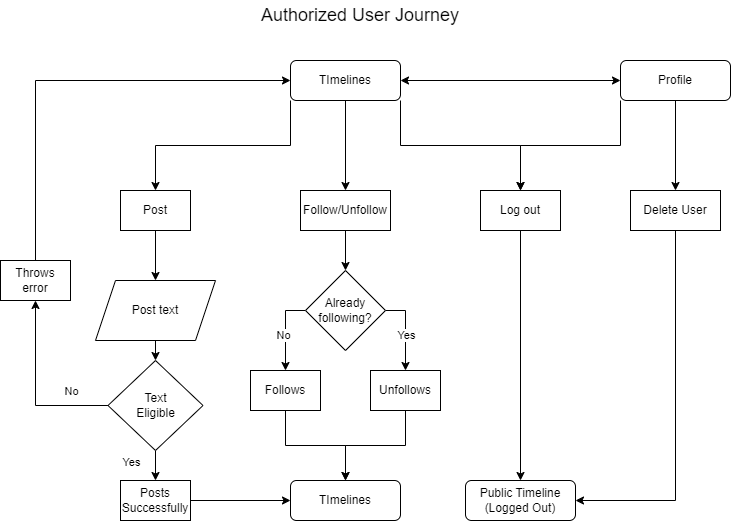 Authorized User Journey
TImelines
Profile
Post
Follow/Unfollow
Log out
Delete User
Throws
error
Post text
Already
following?
No
Yes
Follows
Unfollows
No
Text
Eligible
Yes
Posts
Successfully
TImelines
Public Timeline
(Logged Out)